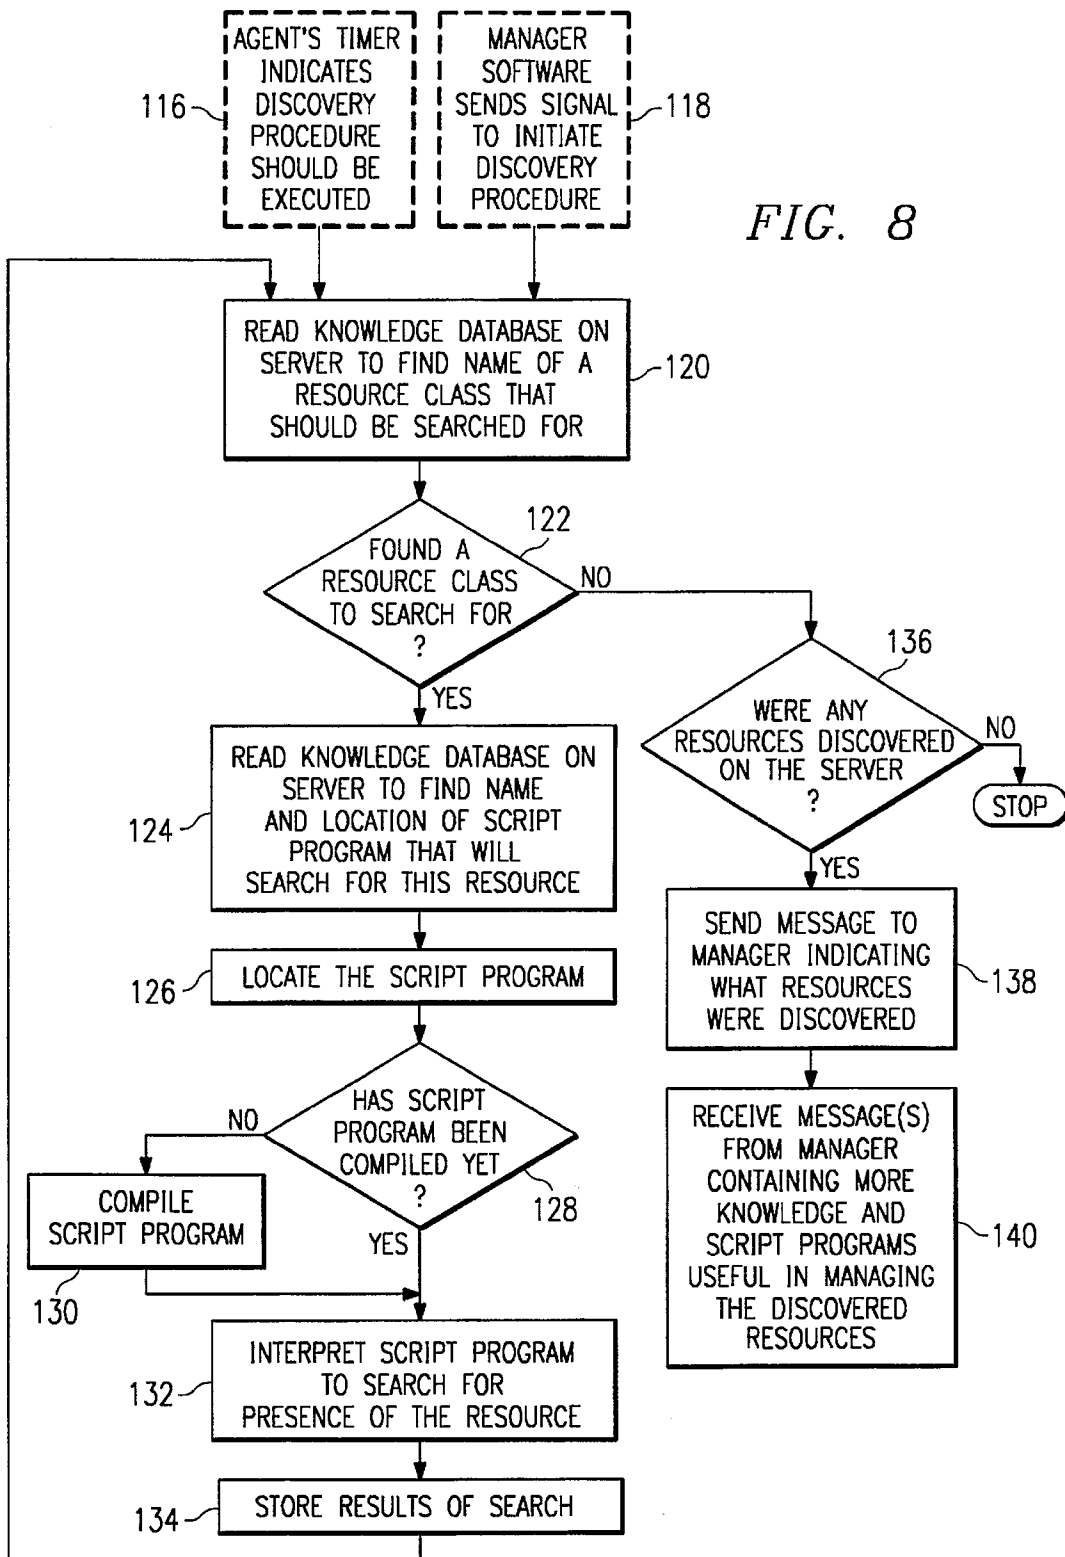 AGENT'S TIMER
INDICATES
DISCOVERY
PROCEDURE
SHOULD BE
EXECUTED
116
MANAGER
SOFTWARE
SENDS SIGNAL
TO INITIATE
DISCOVERY
PROCEDURE
118
FIG. 8
READ KNOWLEDGE DATABASE ON
SERVER TO FIND NAME OF A
RESOURCE CLASS THAT
SHOULD BE SEARCHED FOR
120
122
FOUND A
RESOURCE CLASS
TO SEARCH FOR
?
NO
YES
136
WERE ANY
RESOURCES DISCOVERED
ON THE SERVER
?
NO
STOP
YES
READ KNOWLEDGE DATABASE ON
SERVER TO FIND NAME
AND LOCATION OF SCRIPT
PROGRAM THAT WILL
SEARCH FOR THIS RESOURCE
124
SEND MESSAGE TO
MANAGER INDICATING
WHAT RESOURCES
WERE DISCOVERED
138
LOCATE THE SCRIPT PROGRAM
126
HAS SCRIPT
PROGRAM BEEN
COMPILED YET
?
128
NO
YES
COMPILE
SCRIPT PROGRAM
130
RECEIVE MESSAGE(S)
FROM MANAGER
CONTAINING MORE
KNOWLEDGE AND
SCRIPT PROGRAMS
USEFUL IN MANAGING
THE DISCOVERED
RESOURCES
140
INTERPRET SCRIPT PROGRAM
TO SEARCH FOR
PRESENCE OF THE RESOURCE
132
STORE RESULTS OF SEARCH
134